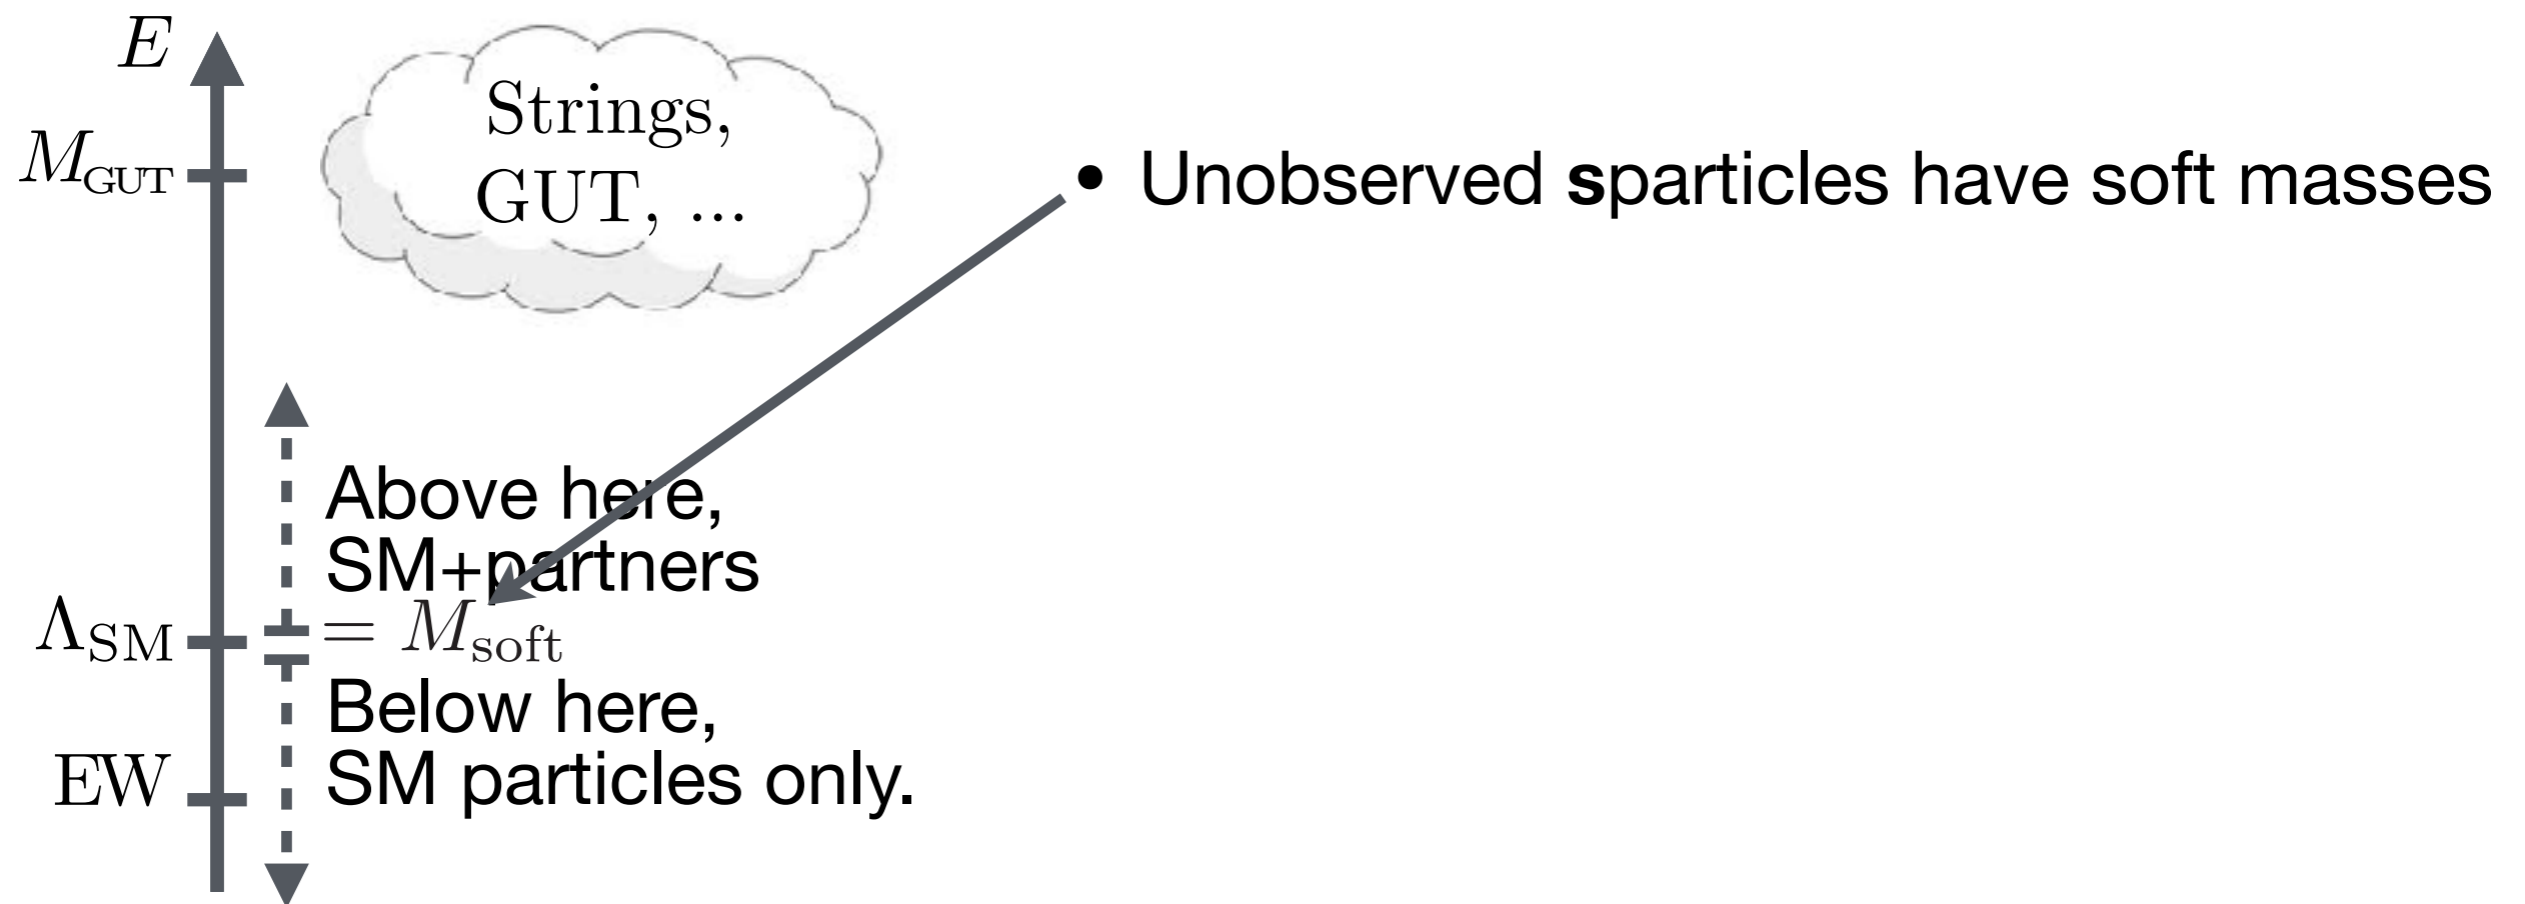 E
M_GUT
Strings,
GUT, ...
• Unobserved sparticles have soft masses
Above here,
SM+partners
Λ_SM
= M_soft
Below here,
SM particles only.
EW